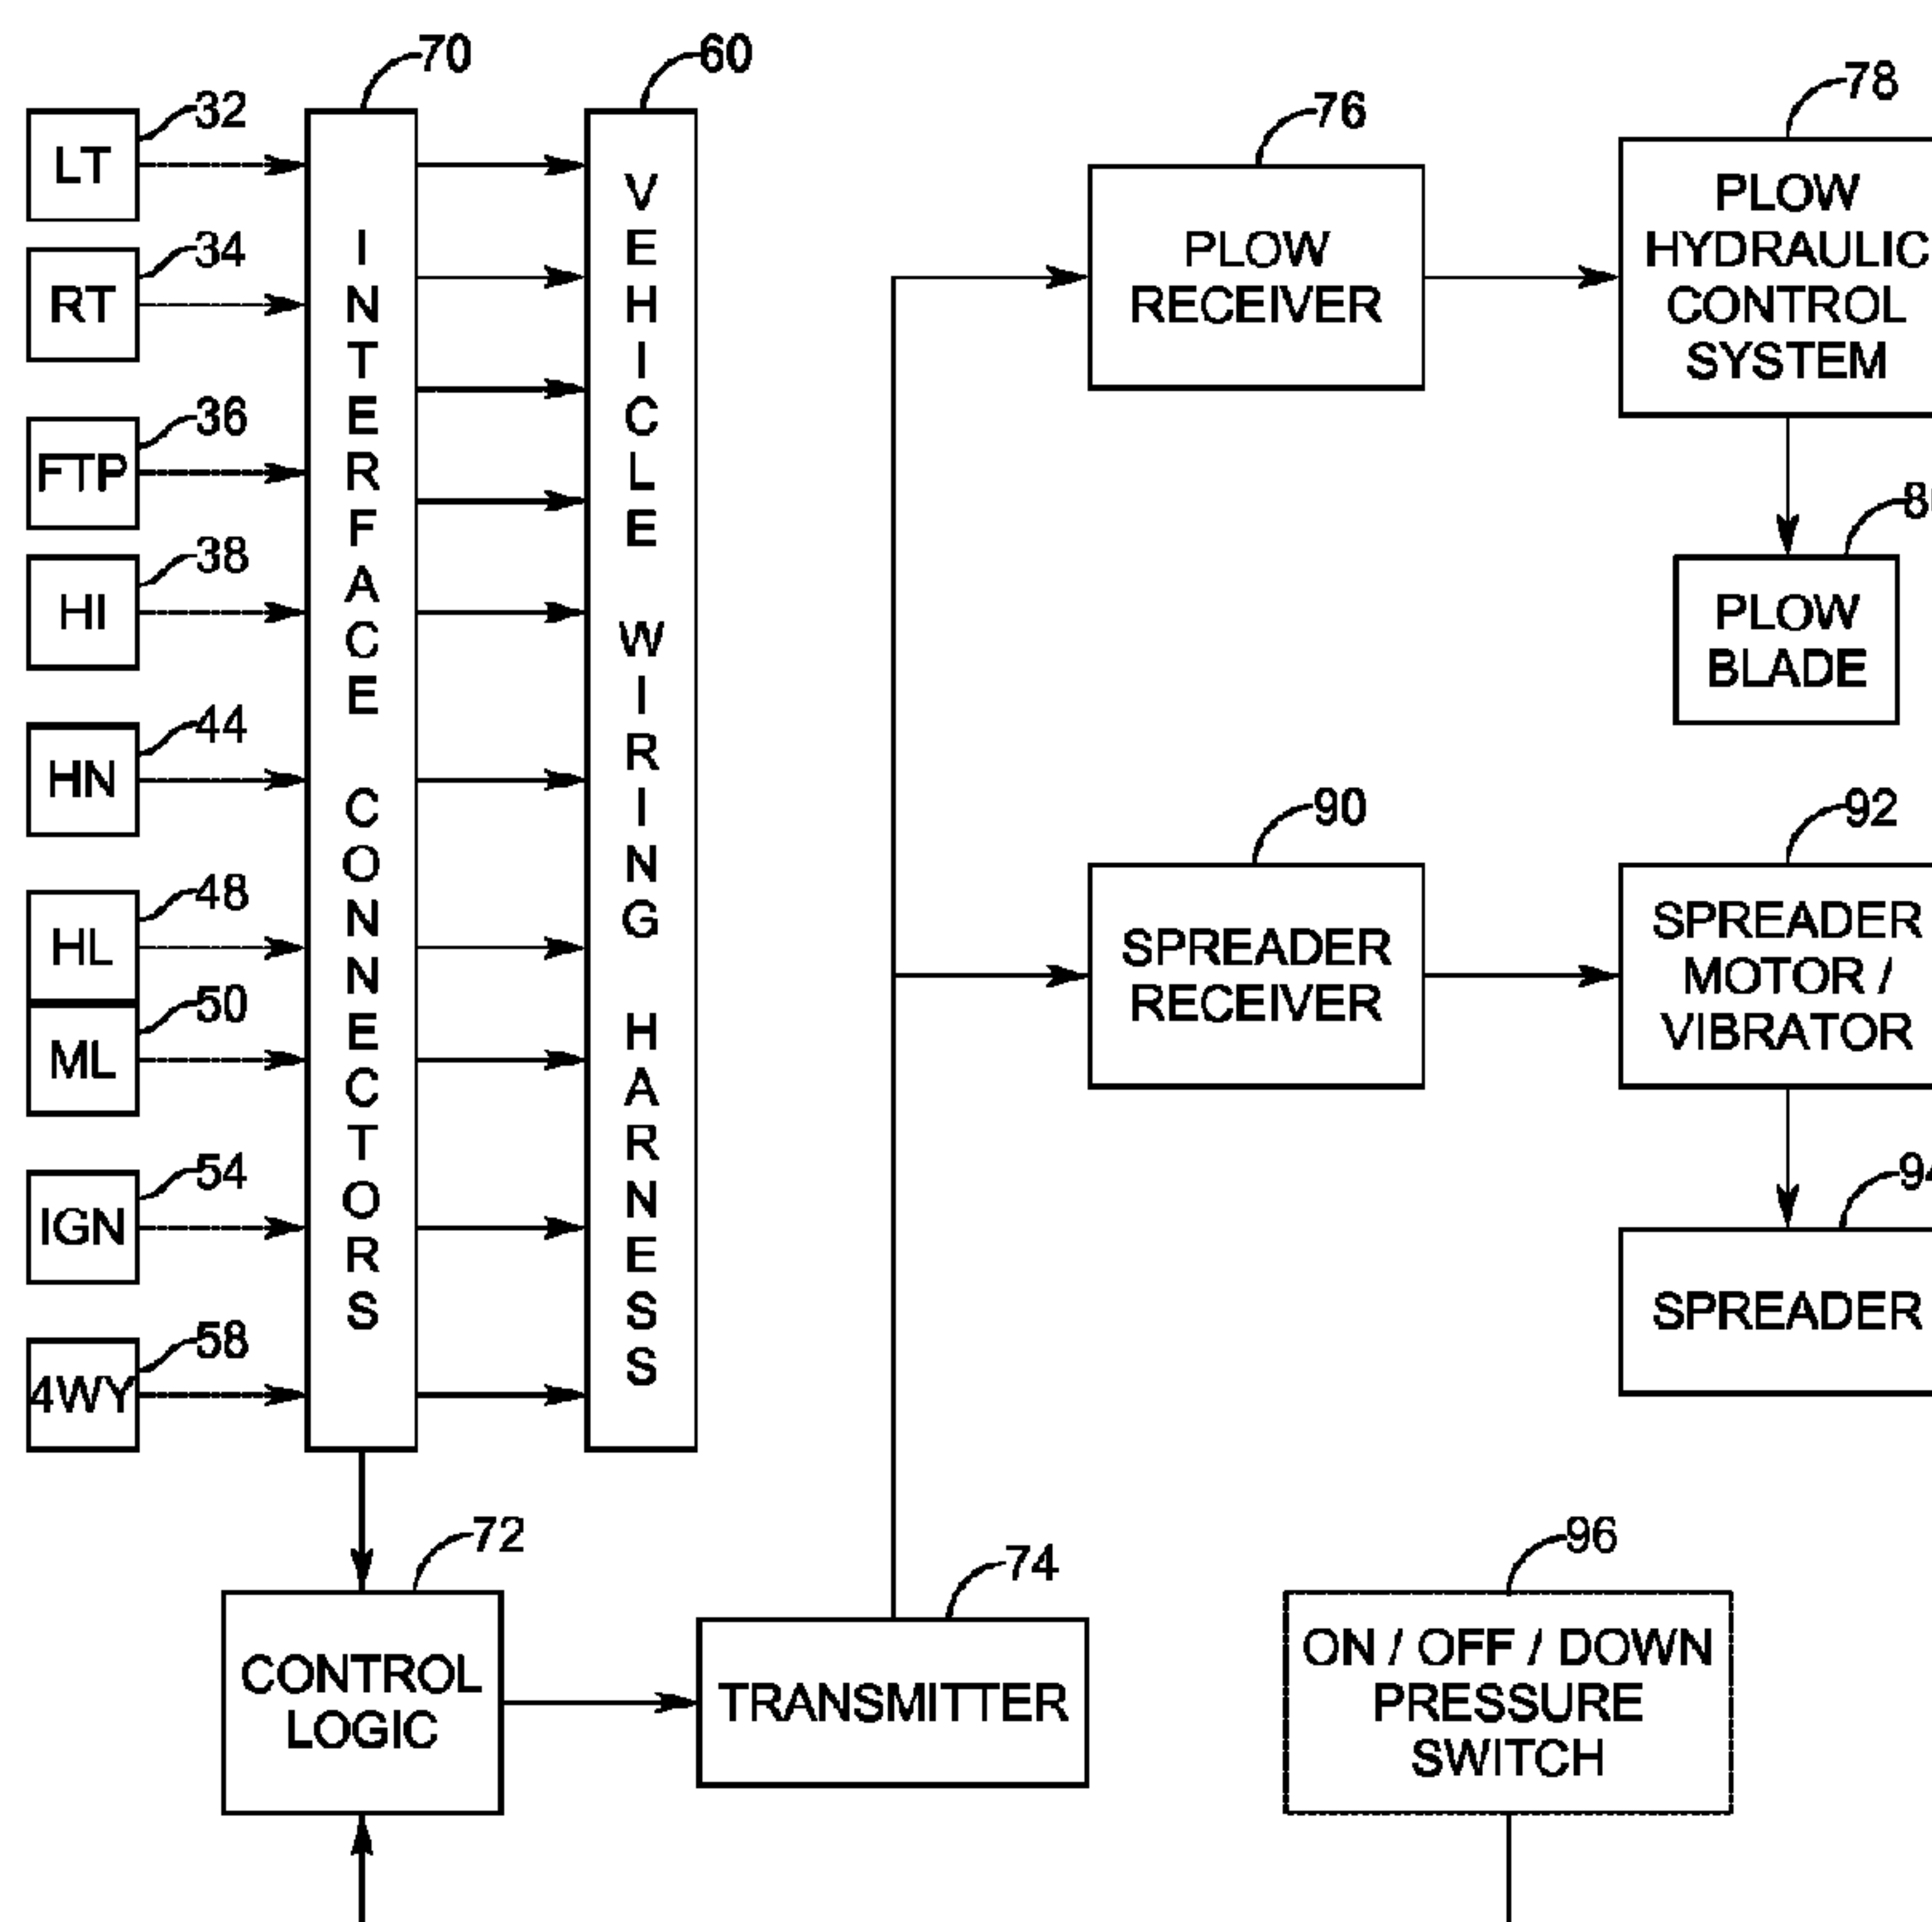 70
60
32
LT
34
RT
36
FTP
38
HI
44
HN
48
HL
50
ML
54
IGN
58
4WY
INTERFACE CONNECTORS
VEHICLE WIRING HARNESS
76
PLOW
RECEIVER
78
PLOW
HYDRAULIC
CONTROL
SYSTEM
PLOW
BLADE
90
SPREADER
RECEIVER
92
SPREADER
MOTOR /
VIBRATOR
94
SPREADER
72
CONTROL
LOGIC
74
TRANSMITTER
96
ON / OFF / DOWN
PRESSURE
SWITCH